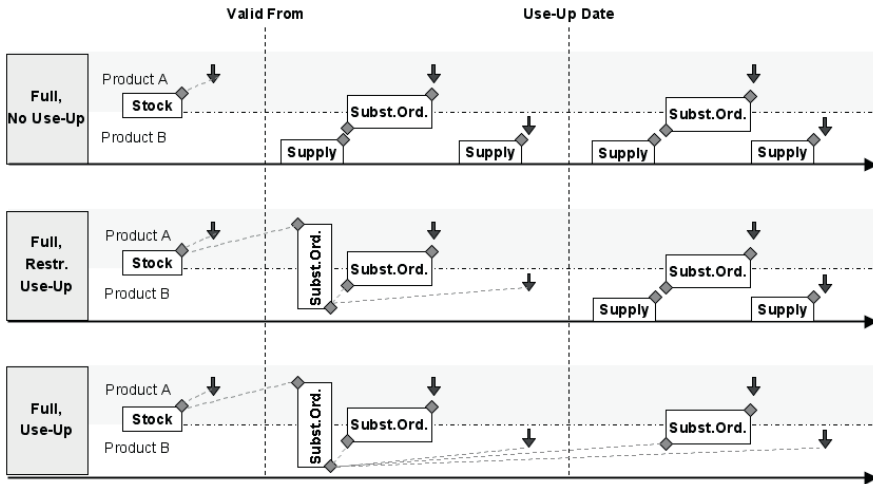 Valid From Use-Up Date
Full,
No Use-Up
Product A
Stock
Product B
Subst.Ord.
Supply
Supply
Subst.Ord.
Supply
Supply
Full,
Restr.
Use-Up
Product A
Stock
Product B
Subst.Ord.
Subst.Ord.
Subst.Ord.
Supply
Supply
Full,
Use-Up
Product A
Stock
Product B
Subst.Ord.
Subst.Ord.
Subst.Ord.